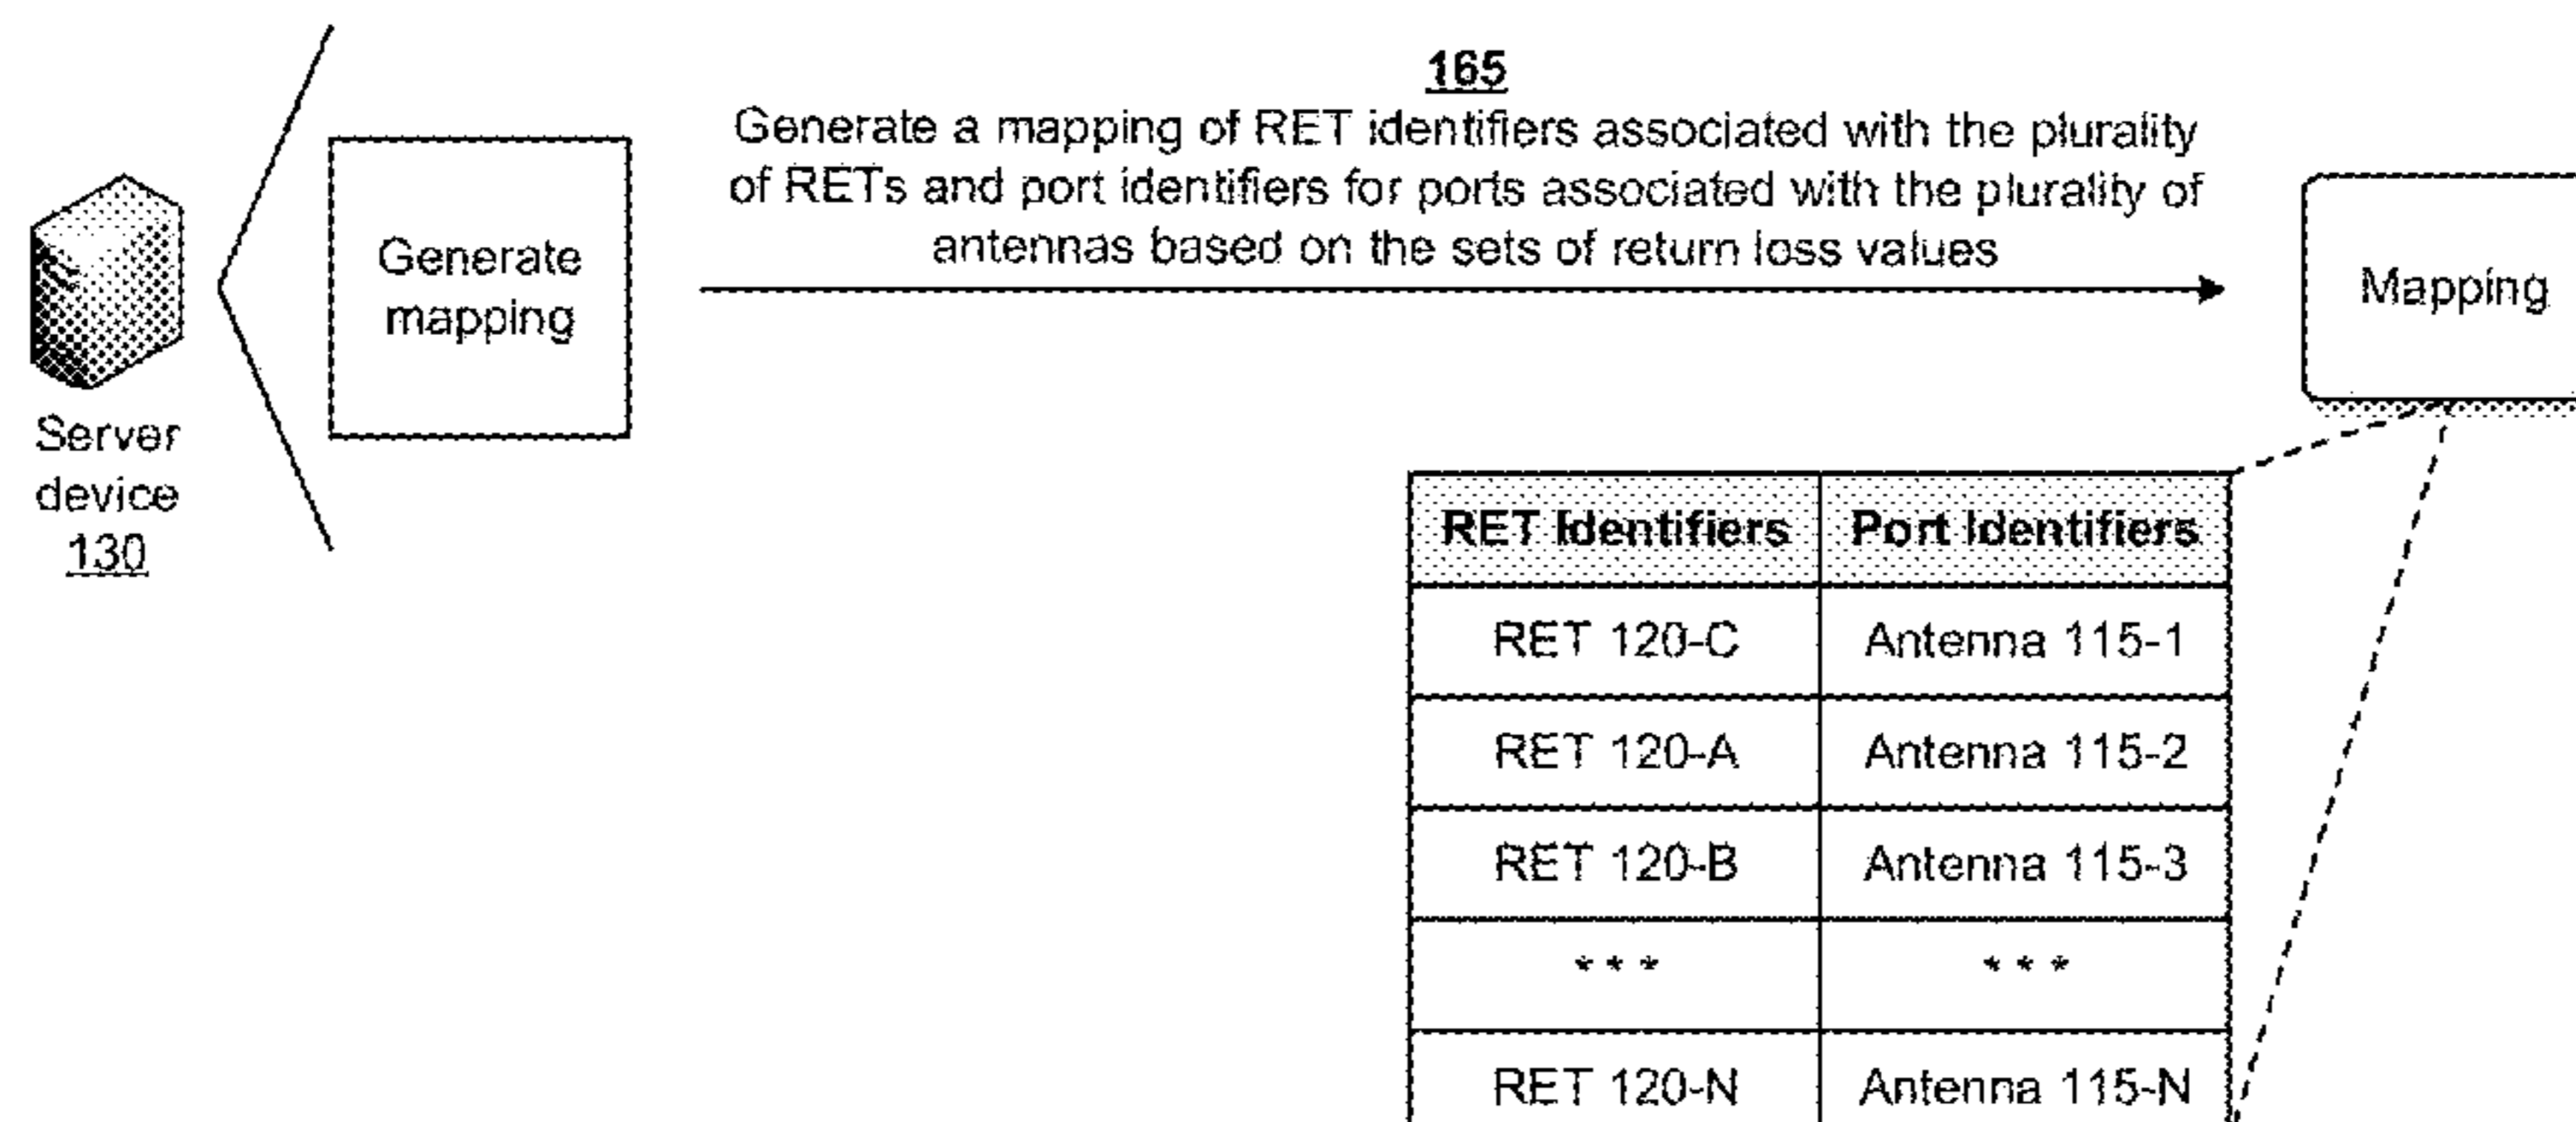 165
Generate a mapping of RET identifiers associated with the plurality
of RETs and port identifiers for ports associated with the plurality of
antennas based on the sets of return loss values
Generate
mapping
Mapping
Server
device
130
RET Identifiers Port Identifiers
RET 120-C Antenna 115-1
RET 120-A Antenna 115-2
RET 120-B Antenna 115-3
*** ***
RET 120-N Antenna 115-N